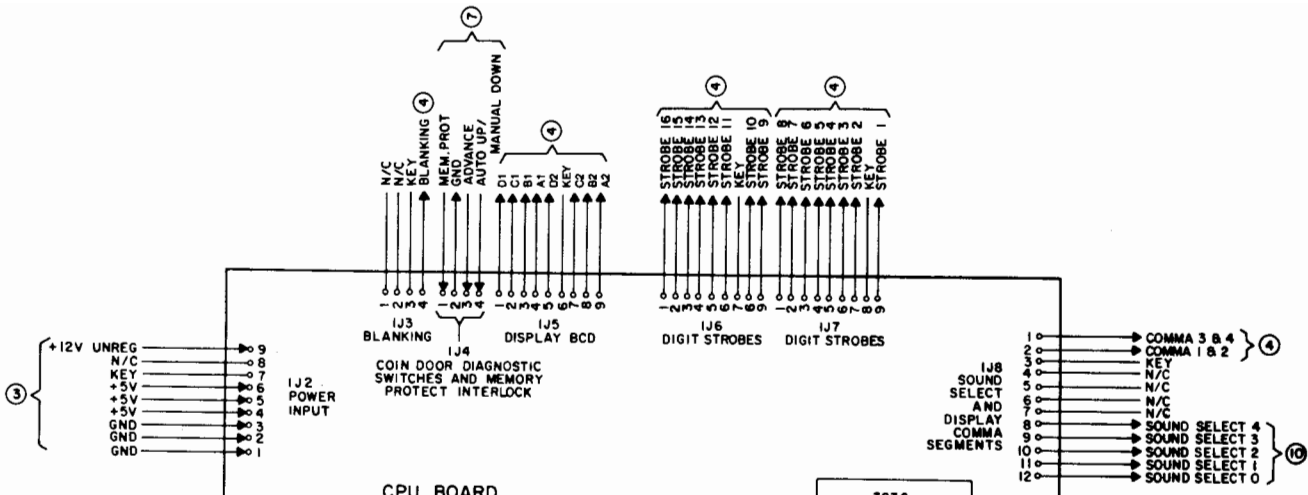 7
N/C
N/C
KEY
BLANKING 4
MEM. PROT
GND
ADVANCE
AUTO UP/
MANUAL DOWN
4
D1
C1
B1
A1
D2
KEY
C2
B2
A2
4
STROBE 16
STROBE 15
STROBE 14
STROBE 13
STROBE 12
STROBE 11
KEY
STROBE 10
STROBE 9
4
STROBE 8
STROBE 7
STROBE 6
STROBE 5
STROBE 4
STROBE 3
STROBE 2
KEY
STROBE 1
1 2 3 4
1J3
BLANKING
1 2 3 4
1J4
COIN DOOR DIAGNOSTIC
SWITCHES AND MEMORY
PROTECT INTERLOCK
1 2 3 4 5 6 7 8 9
1J5
DISPLAY BCD
1 2 3 4 5 6 7 8 9
1J6
DIGIT STROBES
1 2 3 4 5 6 7 8 9
1J7
DIGIT STROBES
3
+12V UNREG 9
N/C 8
KEY 7
+5V 6
+5V 5
+5V 4
GND 3
GND 2
GND 1
1J2
POWER
INPUT
1J8
SOUND
SELECT
AND
DISPLAY
COMMA
SEGMENTS
1 COMMA 3 & 4
2 COMMA 1 & 2
3 KEY
4 N/C
5 N/C
6 N/C
7 N/C
8 SOUND SELECT 4
9 SOUND SELECT 3
10 SOUND SELECT 2
11 SOUND SELECT 1
12 SOUND SELECT 0
4
10
CPU BOARD